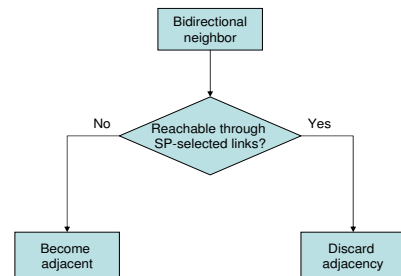 Bidirectional
neighbor
No
Reachable through
SP-selected links?
Yes
Become
adjacent
Discard
adjacency